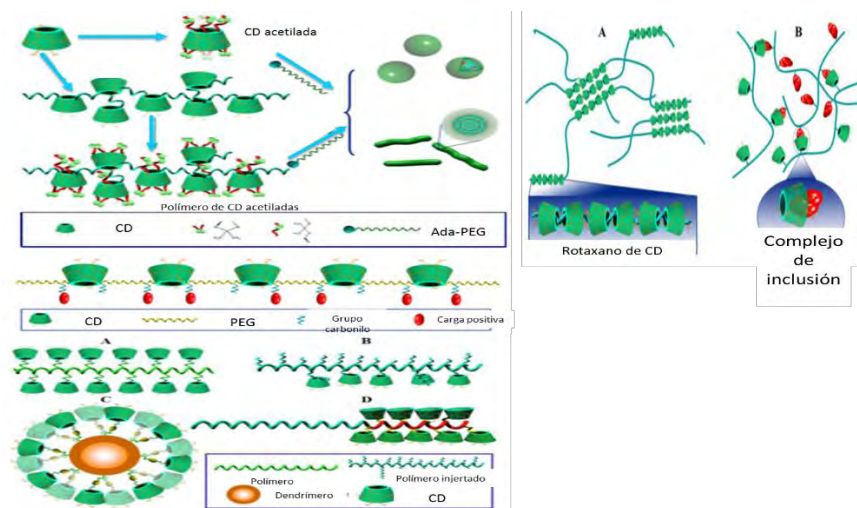 CD acetilada
Polímero de CD acetiladas
CD
Ada-PEG
CD
PEG
Grupo
carbonilo
Carga positiva
A
B
C
D
Polímero
Polímero injertado
Dendrímero
CD
A
B
Rotaxano de CD
Complejo
de
inclusión